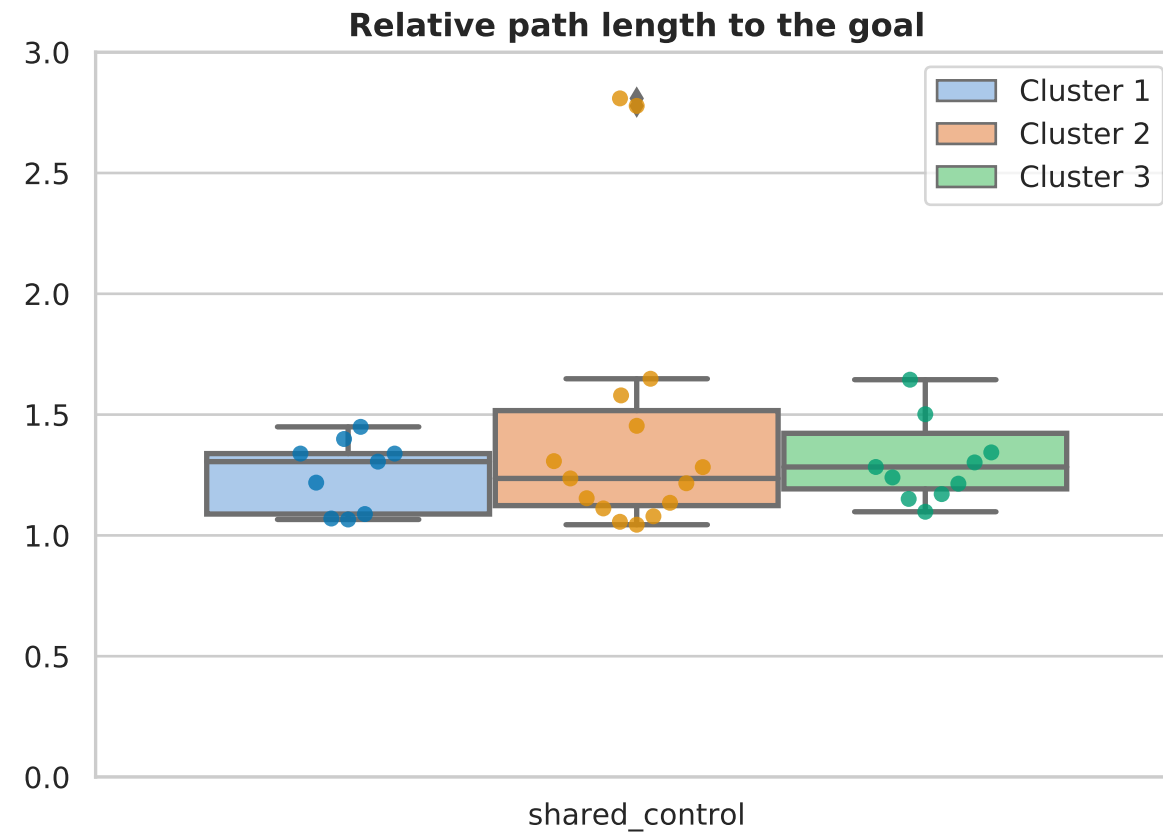 Relative path length to the goal
3.0
2.5
2.0
1.5
1.0
0.5
0.0
Cluster 1
Cluster 2
Cluster 3
shared_control